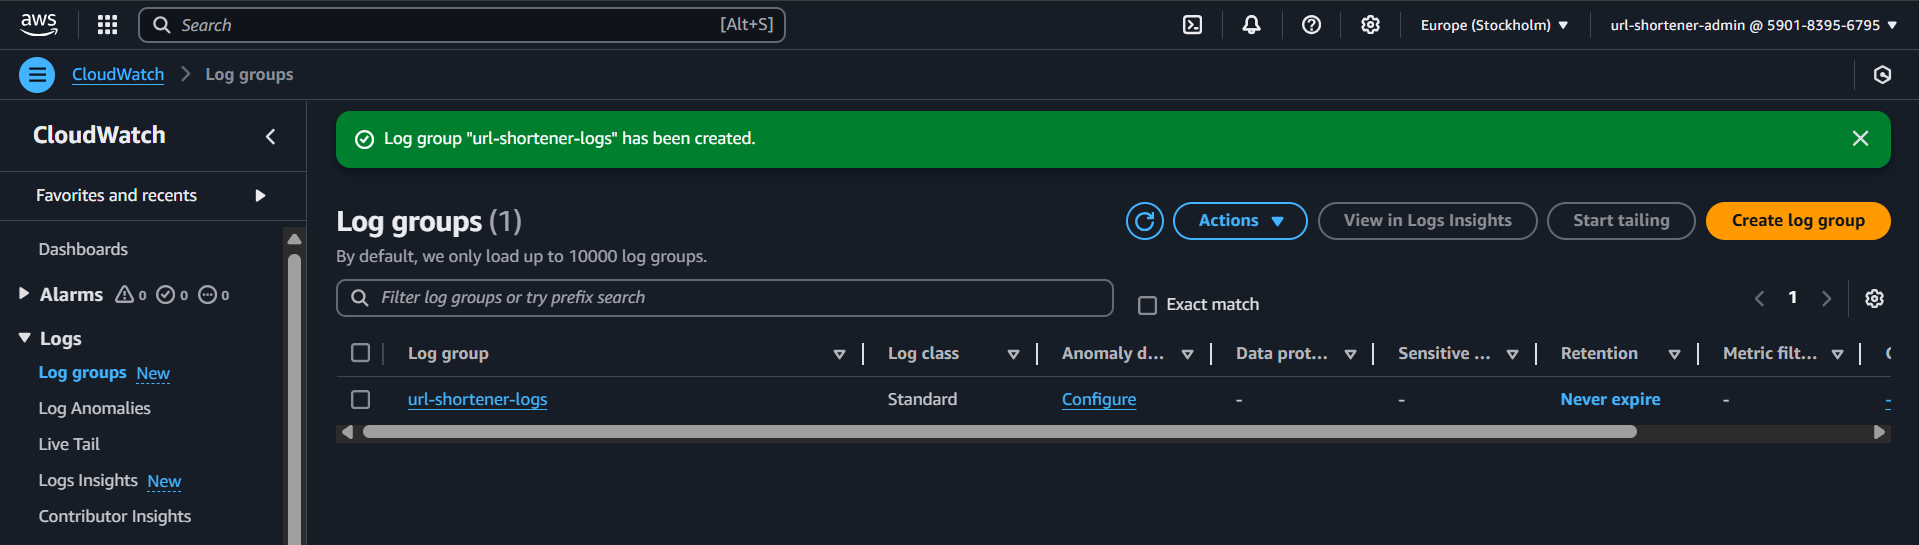 aws
Search [Alt+S]
Europe (Stockholm)
url-shortener-admin @ 5901-8395-6795
CloudWatch
Log groups
CloudWatch
Favorites and recents
Dashboards
Alarms 0 0 0
Logs
Log groups New
Log Anomalies
Live Tail
Logs Insights New
Contributor Insights
Log group "url-shortener-logs" has been created.
Log groups (1)
By default, we only load up to 10000 log groups.
Actions
View in Logs Insights
Start tailing
Create log group
Filter log groups or try prefix search
Exact match
1
Log group Log class Anomaly d... Data prot... Sensitive ... Retention Metric filt...
url-shortener-logs Standard Configure - - Never expire - -